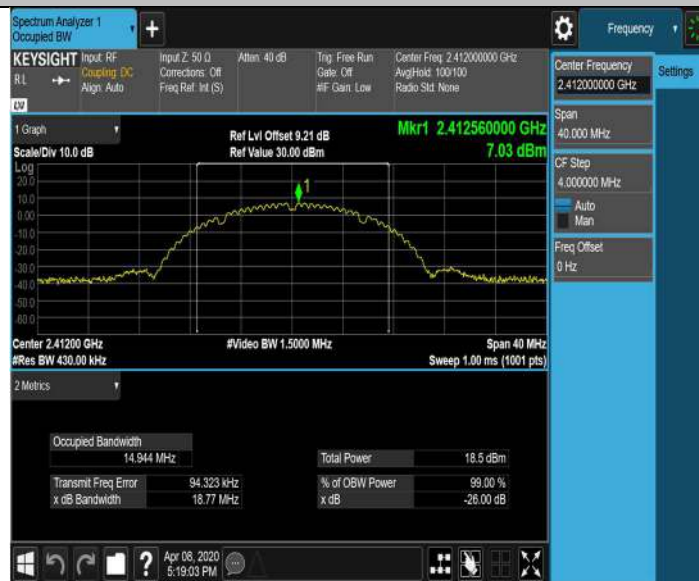 Spectrum Analyzer 1
Occupied BW
+
Frequency
KEYSIGHT
RL
Input: RF
Coupling: DC
Align: Auto
Input Z: 50 Ω
Corrections: Off
Freq Ref: Int (S)
Atten: 40 dB
Trig: Free Run
Gate: Off
#IF Gain: Low
Center Freq: 2.412000000 GHz
Avg|Hold: 100/100
Radio Std: None
Center Frequency
2.412000000 GHz
Settings
Span
40.000 MHz
CF Step
4.000000 MHz
Auto
Man
Freq Offset
0 Hz
1 Graph
Scale/Div 10.0 dB
Ref Lvl Offset 9.21 dB
Ref Value 30.00 dBm
Mkr1 2.412560000 GHz
7.03 dBm
Log
20.0
10.0
0.00
-10.0
-20.0
-30.0
-40.0
-50.0
-60.0
1
Center 2.41200 GHz
#Res BW 430.00 kHz
#Video BW 1.5000 MHz
Span 40 MHz
Sweep 1.00 ms (1001 pts)
2 Metrics
Occupied Bandwidth
14.944 MHz
Total Power 18.5 dBm
Transmit Freq Error 94.323 kHz
% of OBW Power 99.00 %
x dB Bandwidth 18.77 MHz
x dB -26.00 dB
?
Apr 08, 2020
5:19:03 PM